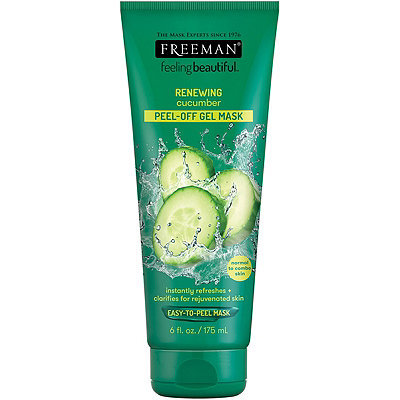 THE MASK EXPERTS SINCE 1976
FREEMAN®
feeling beautiful.
RENEWING
cucumber
PEEL-OFF GEL MASK
normal
to combo
skin
instantly refreshes +
clarifies for rejuvenated skin
EASY-TO-PEEL MASK
6 fl. oz. / 175 mL